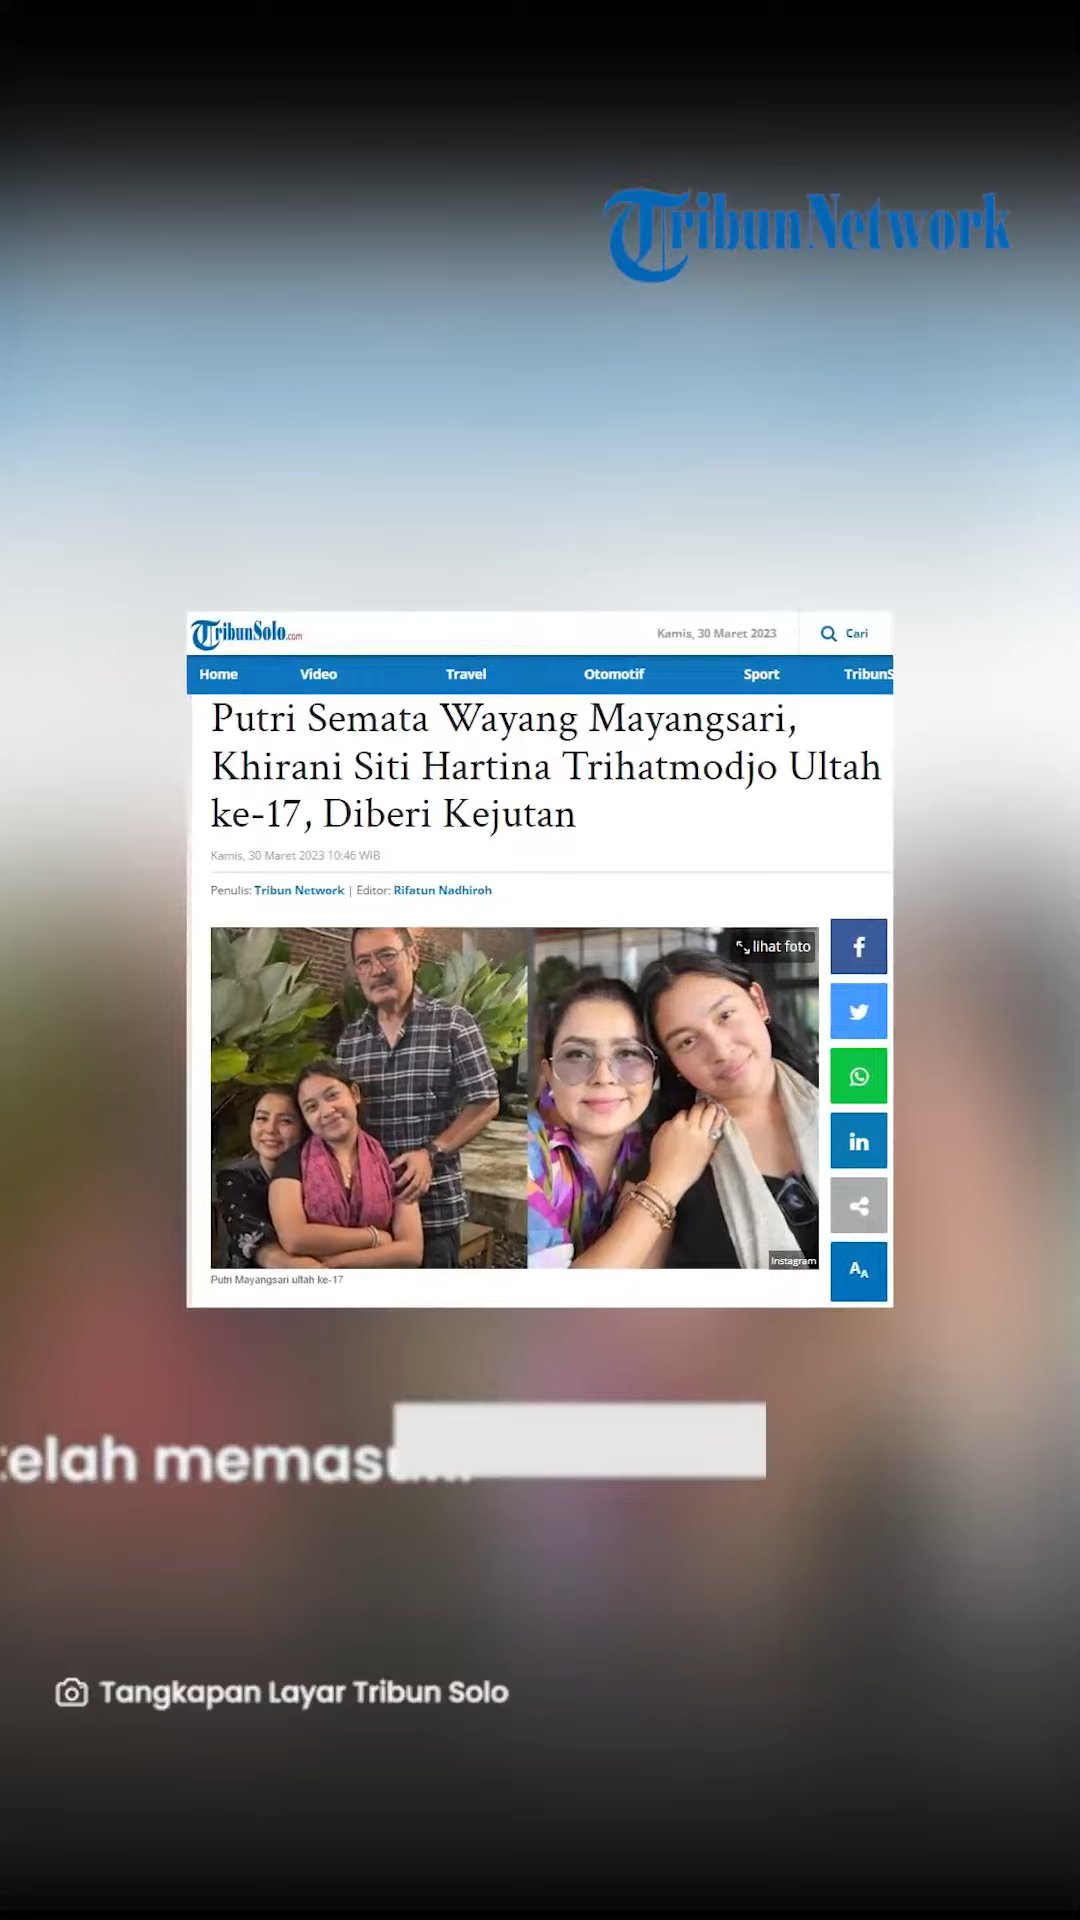 TribunNetwork
TribunSolo.com
Kamis, 30 Maret 2023
Cari
Home Video Travel Otomotif Sport TribunS
Putri Semata Wayang Mayangsari,
Khirani Siti Hartina Trihatmodjo Ultah
ke-17, Diberi Kejutan
Kamis, 30 Maret 2023 10:46 WIB
Penulis: Tribun Network | Editor: Rifatun Nadhiroh
lihat foto
Instagram
Putri Mayangsari ultah ke-17
telah
Tangkapan Layar Tribun Solo